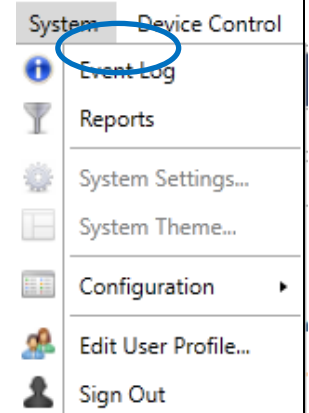 System Device Control
Event Log
Reports
System Settings...
System Theme...
Configuration
Edit User Profile...
Sign Out